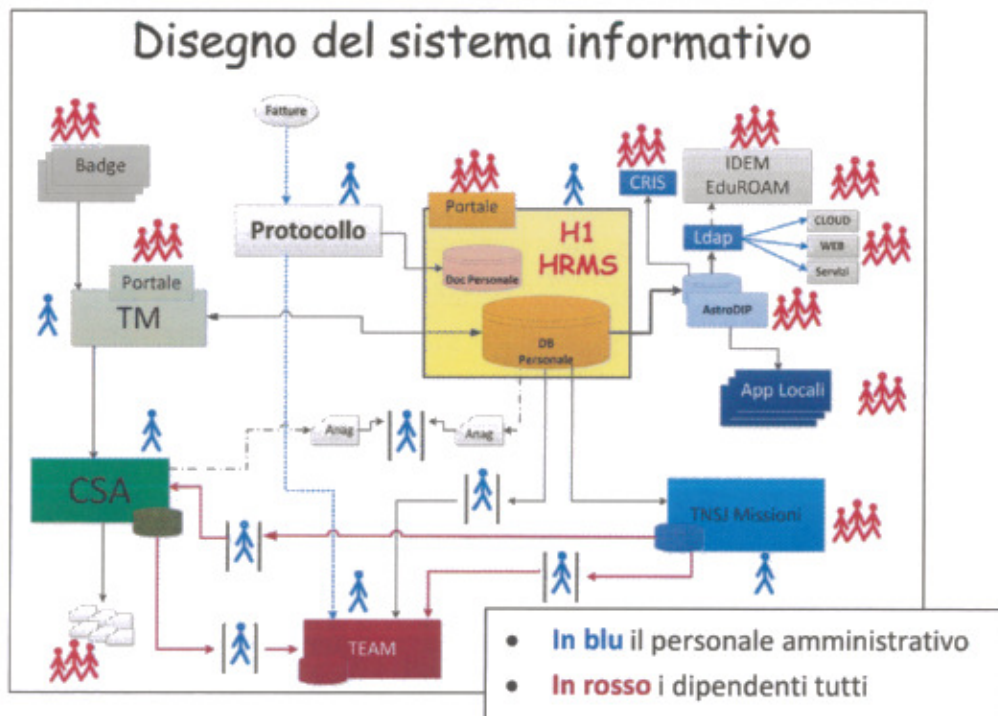 Disegno del sistema informativo
Fatture
Badge
CRIS
IDEM
EduROAM
Portale
Protocollo
H1
HRMS
Ldap
CLOUD
WEB
Servizi
Doc Personale
Portale
TM
AstroDIP
DB
Personale
App Locali
Anag
Anag
CSA
TNSJ Missioni
TEAM
• In blu il personale amministrativo
• In rosso i dipendenti tutti